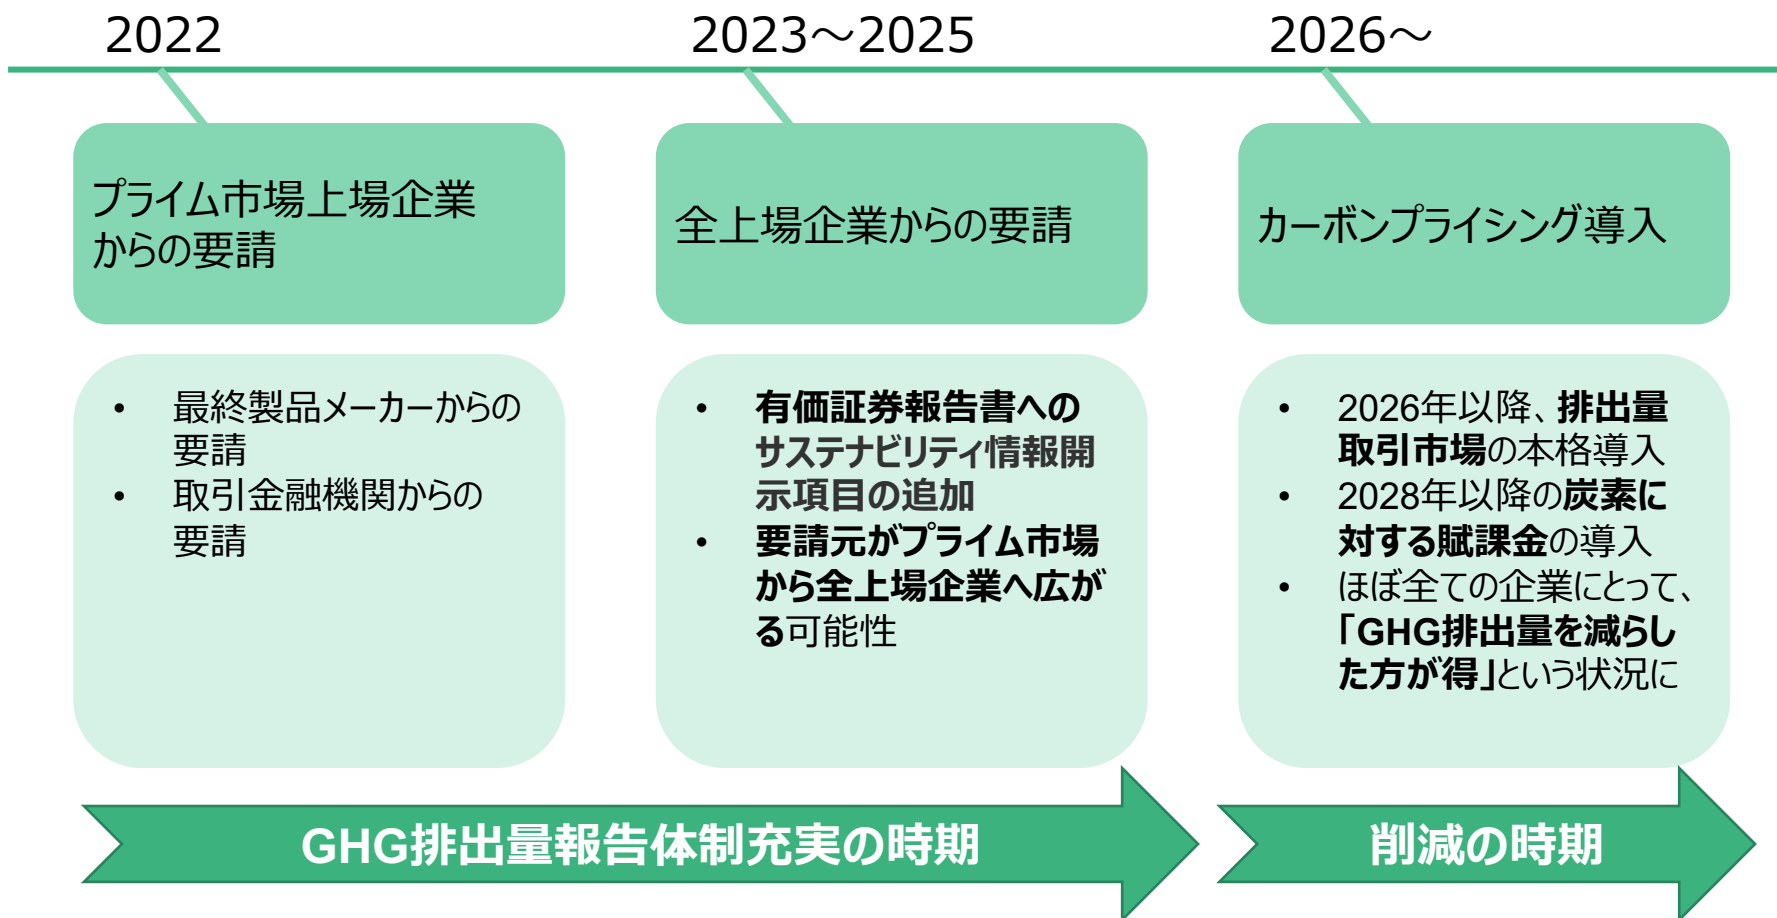 2022
2023～2025
2026～
プライム市場上場企業
からの要請
全上場企業からの要請
カーボンプライシング導入
• 最終製品メーカーからの
要請
• 取引金融機関からの
要請
• 有価証券報告書への
サステナビリティ情報開
示項目の追加
• 要請元がプライム市場
から全上場企業へ広が
る可能性
• 2026年以降、排出量
取引市場の本格導入
• 2028年以降の炭素に
対する賦課金の導入
• ほぼ全ての企業にとって、
「GHG排出量を減らし
た方が得」という状況に
GHG排出量報告体制充実の時期
削減の時期